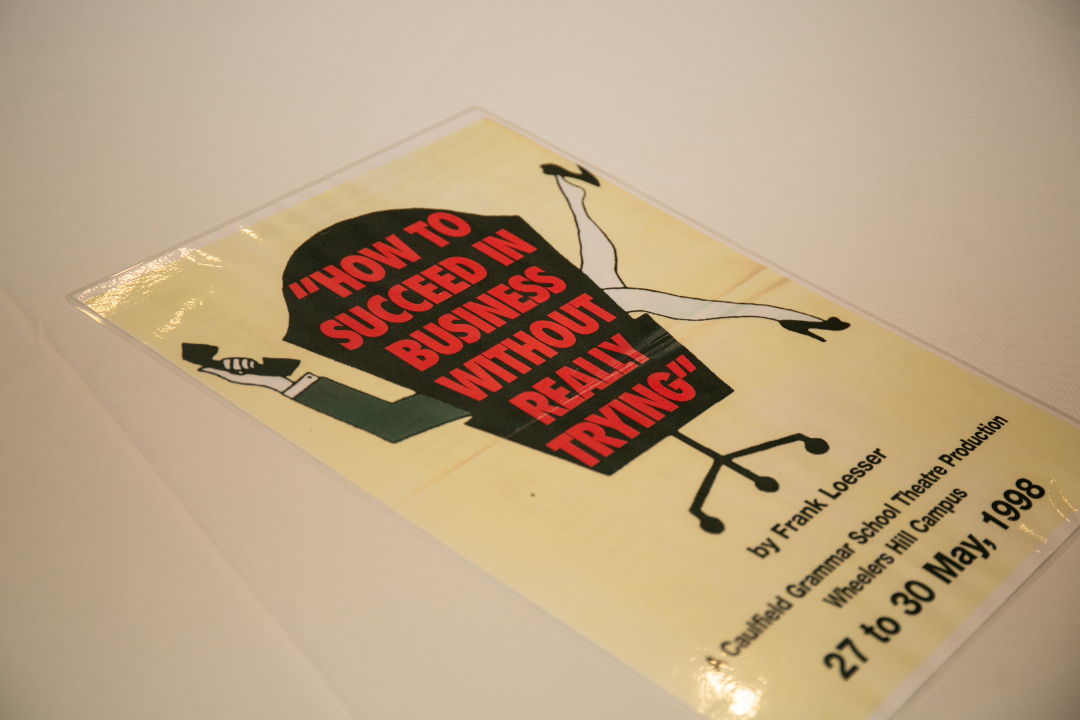 "HOW TO
SUCCEED IN
BUSINESS
WITHOUT
REALLY
TRYING"
by Frank Loesser
A Caulfield Grammar School Theatre Production
Wheelers Hill Campus
27 to 30 May, 1998